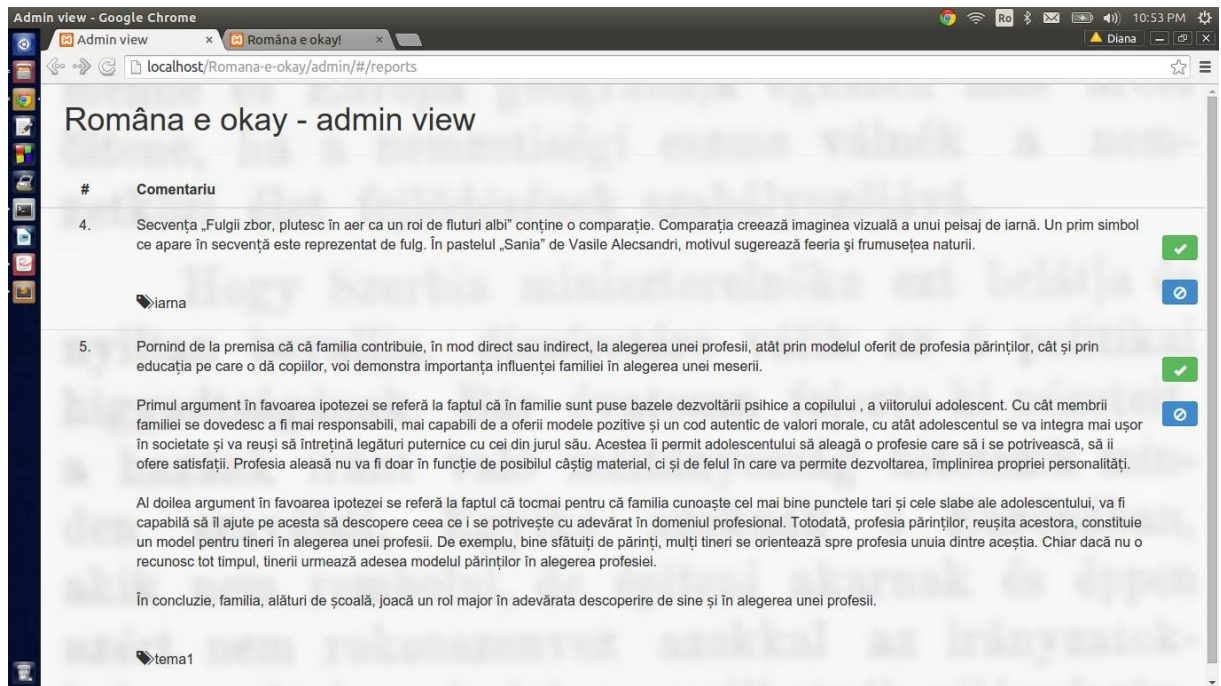 Admin view - Google Chrome
Ro
10:53 PM
Admin view
Româna e okay!
Diana
localhost/Romana-e-okay/admin/#/reports
Româna e okay - admin view
# Comentariu
4. Secvența „Fulgii zbor, plutesc în aer ca un roi de fluturi albi” conține o comparație. Comparația creează imaginea vizuală a unui peisaj de iarnă. Un prim simbol
ce apare în secvență este reprezentat de fulg. În pastelul „Sania” de Vasile Alecsandri, motivul sugerează feeria şi frumusețea naturii.
iarna
5. Pornind de la premisa că că familia contribuie, în mod direct sau indirect, la alegerea unei profesii, atât prin modelul oferit de profesia părinților, cât și prin
educația pe care o dă copiilor, voi demonstra importanța influenței familiei în alegerea unei meserii.
Primul argument în favoarea ipotezei se referă la faptul că în familie sunt puse bazele dezvoltării psihice a copilului , a viitorului adolescent. Cu cât membrii
familiei se dovedesc a fi mai responsabili, mai capabili de a oferii modele pozitive și un cod autentic de valori morale, cu atât adolescentul se va integra mai ușor
în societate și va reuși să întrețină legături puternice cu cei din jurul său. Acestea îi permit adolescentului să aleagă o profesie care să i se potrivească, să ii
ofere satisfații. Profesia aleasă nu va fi doar în funcție de posibilul câștig material, ci și de felul în care va permite dezvoltarea, împlinirea propriei personalități.
Al doilea argument în favoarea ipotezei se referă la faptul că tocmai pentru că familia cunoaște cel mai bine punctele tari și cele slabe ale adolescentului, va fi
capabilă să îl ajute pe acesta să descopere ceea ce i se potrivește cu adevărat în domeniul profesional. Totodată, profesia părinților, reușita acestora, constituie
un model pentru tineri în alegerea unei profesii. De exemplu, bine sfătuiți de părinți, mulți tineri se orientează spre profesia unuia dintre aceștia. Chiar dacă nu o
recunosc tot timpul, tinerii urmează adesea modelul părinților în alegerea profesiei.
În concluzie, familia, alături de școală, joacă un rol major în adevărata descoperire de sine și în alegerea unei profesii.
tema1